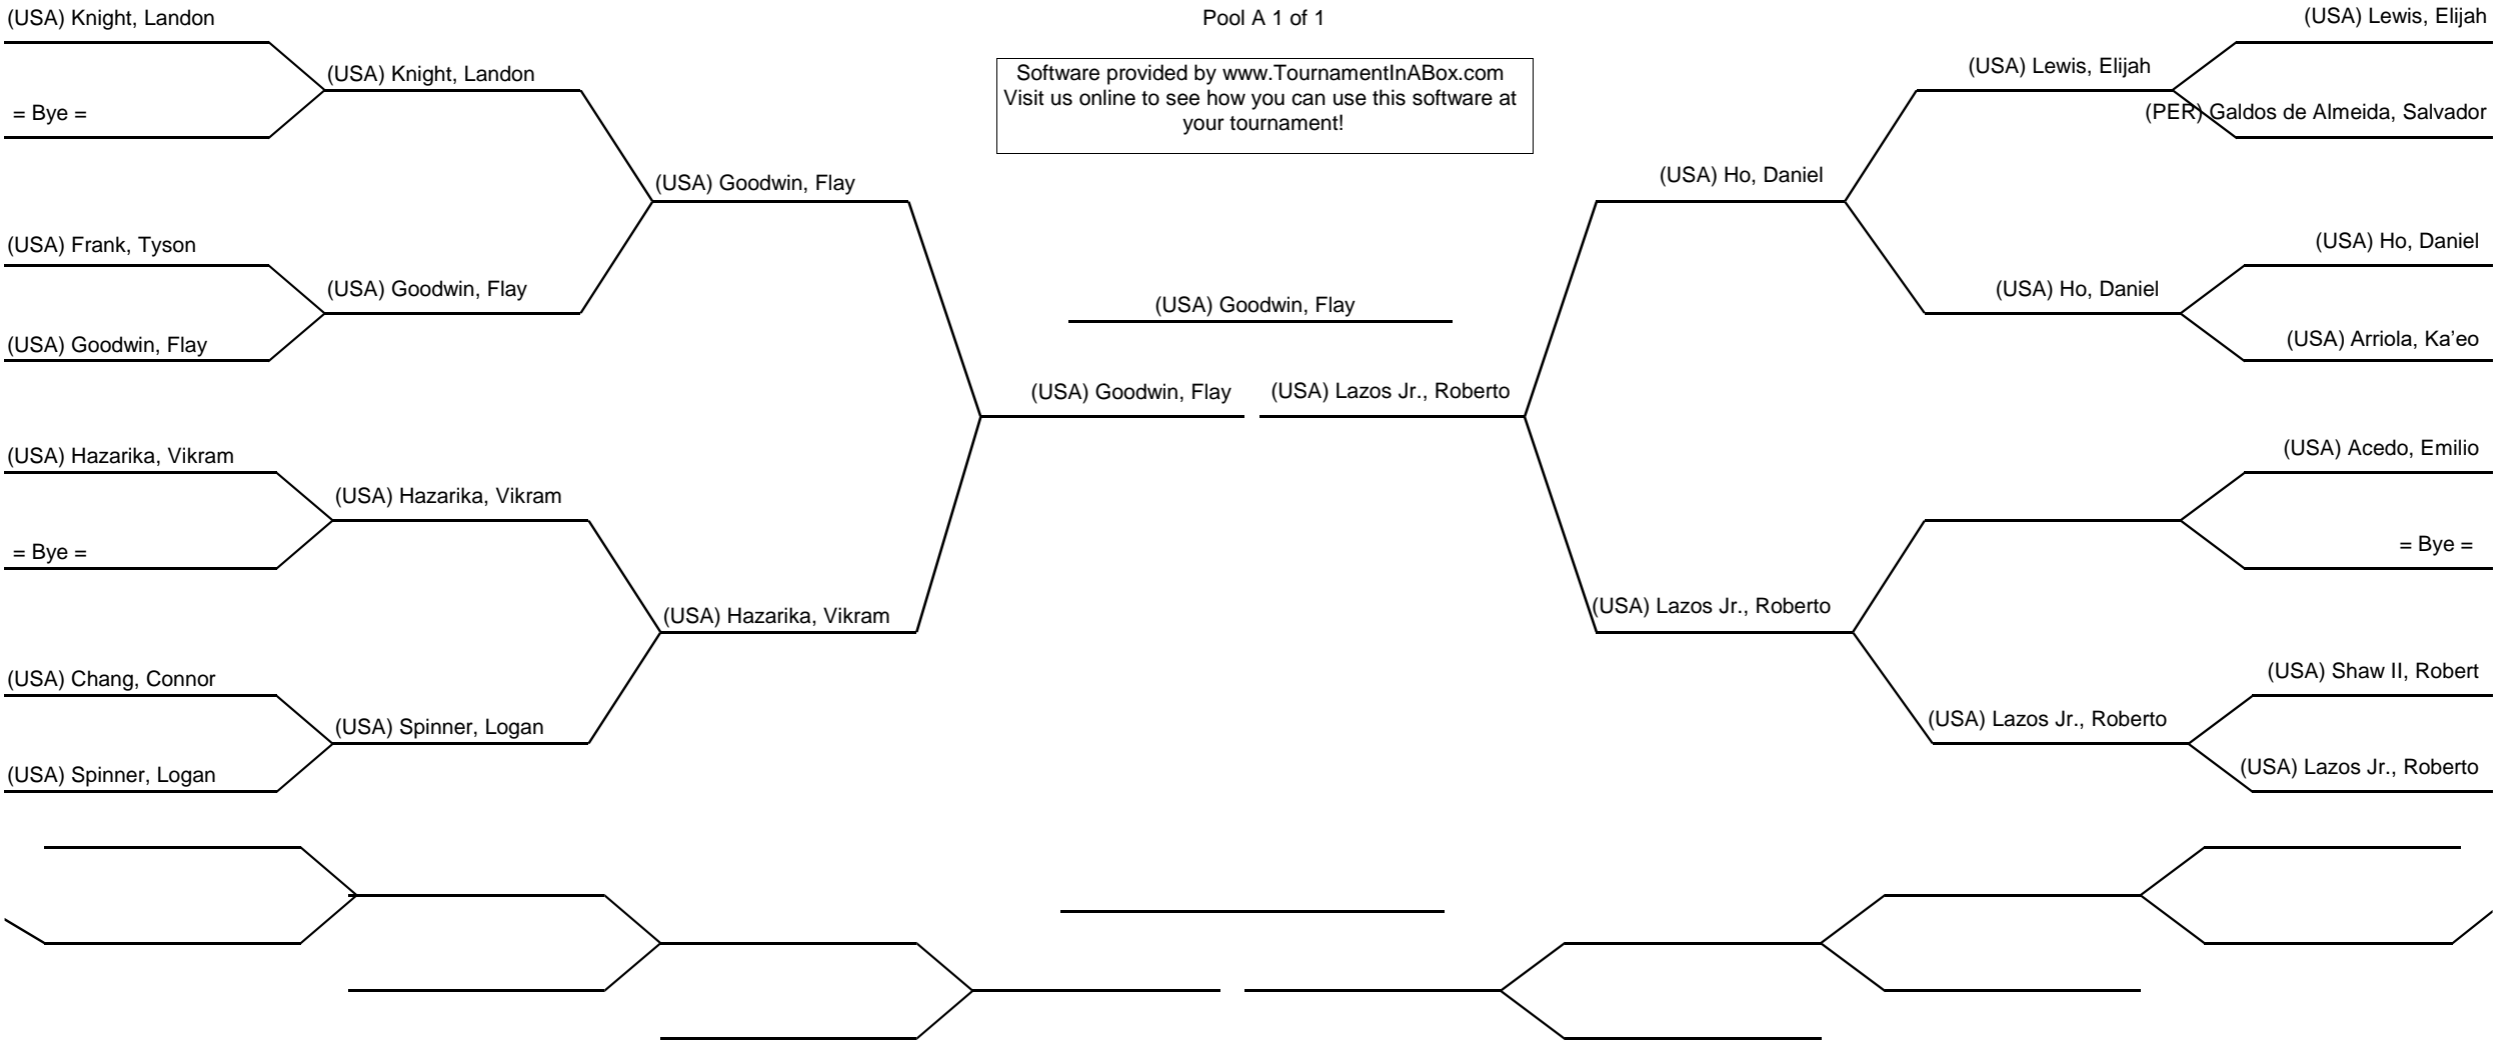 (USA) Knight, Landon
= Bye =
(USA) Frank, Tyson
(USA) Goodwin, Flay
(USA) Hazarika, Vikram
= Bye =
(USA) Chang, Connor
(USA) Spinner, Logan
(USA) Knight, Landon
(USA) Goodwin, Flay
(USA) Hazarika, Vikram
(USA) Spinner, Logan
(USA) Goodwin, Flay
(USA) Hazarika, Vikram
Pool A 1 of 1
Software provided by www.TournamentInABox.com
Visit us online to see how you can use this software at
your tournament!
(USA) Goodwin, Flay
(USA) Goodwin, Flay
(USA) Lazos Jr., Roberto
(USA) Ho, Daniel
(USA) Lazos Jr., Roberto
(USA) Lewis, Elijah
(USA) Ho, Daniel
(USA) Lazos Jr., Roberto
(USA) Lewis, Elijah
(PER) Galdos de Almeida, Salvador
(USA) Ho, Daniel
(USA) Arriola, Ka’eo
(USA) Acedo, Emilio
= Bye =
(USA) Shaw II, Robert
(USA) Lazos Jr., Roberto